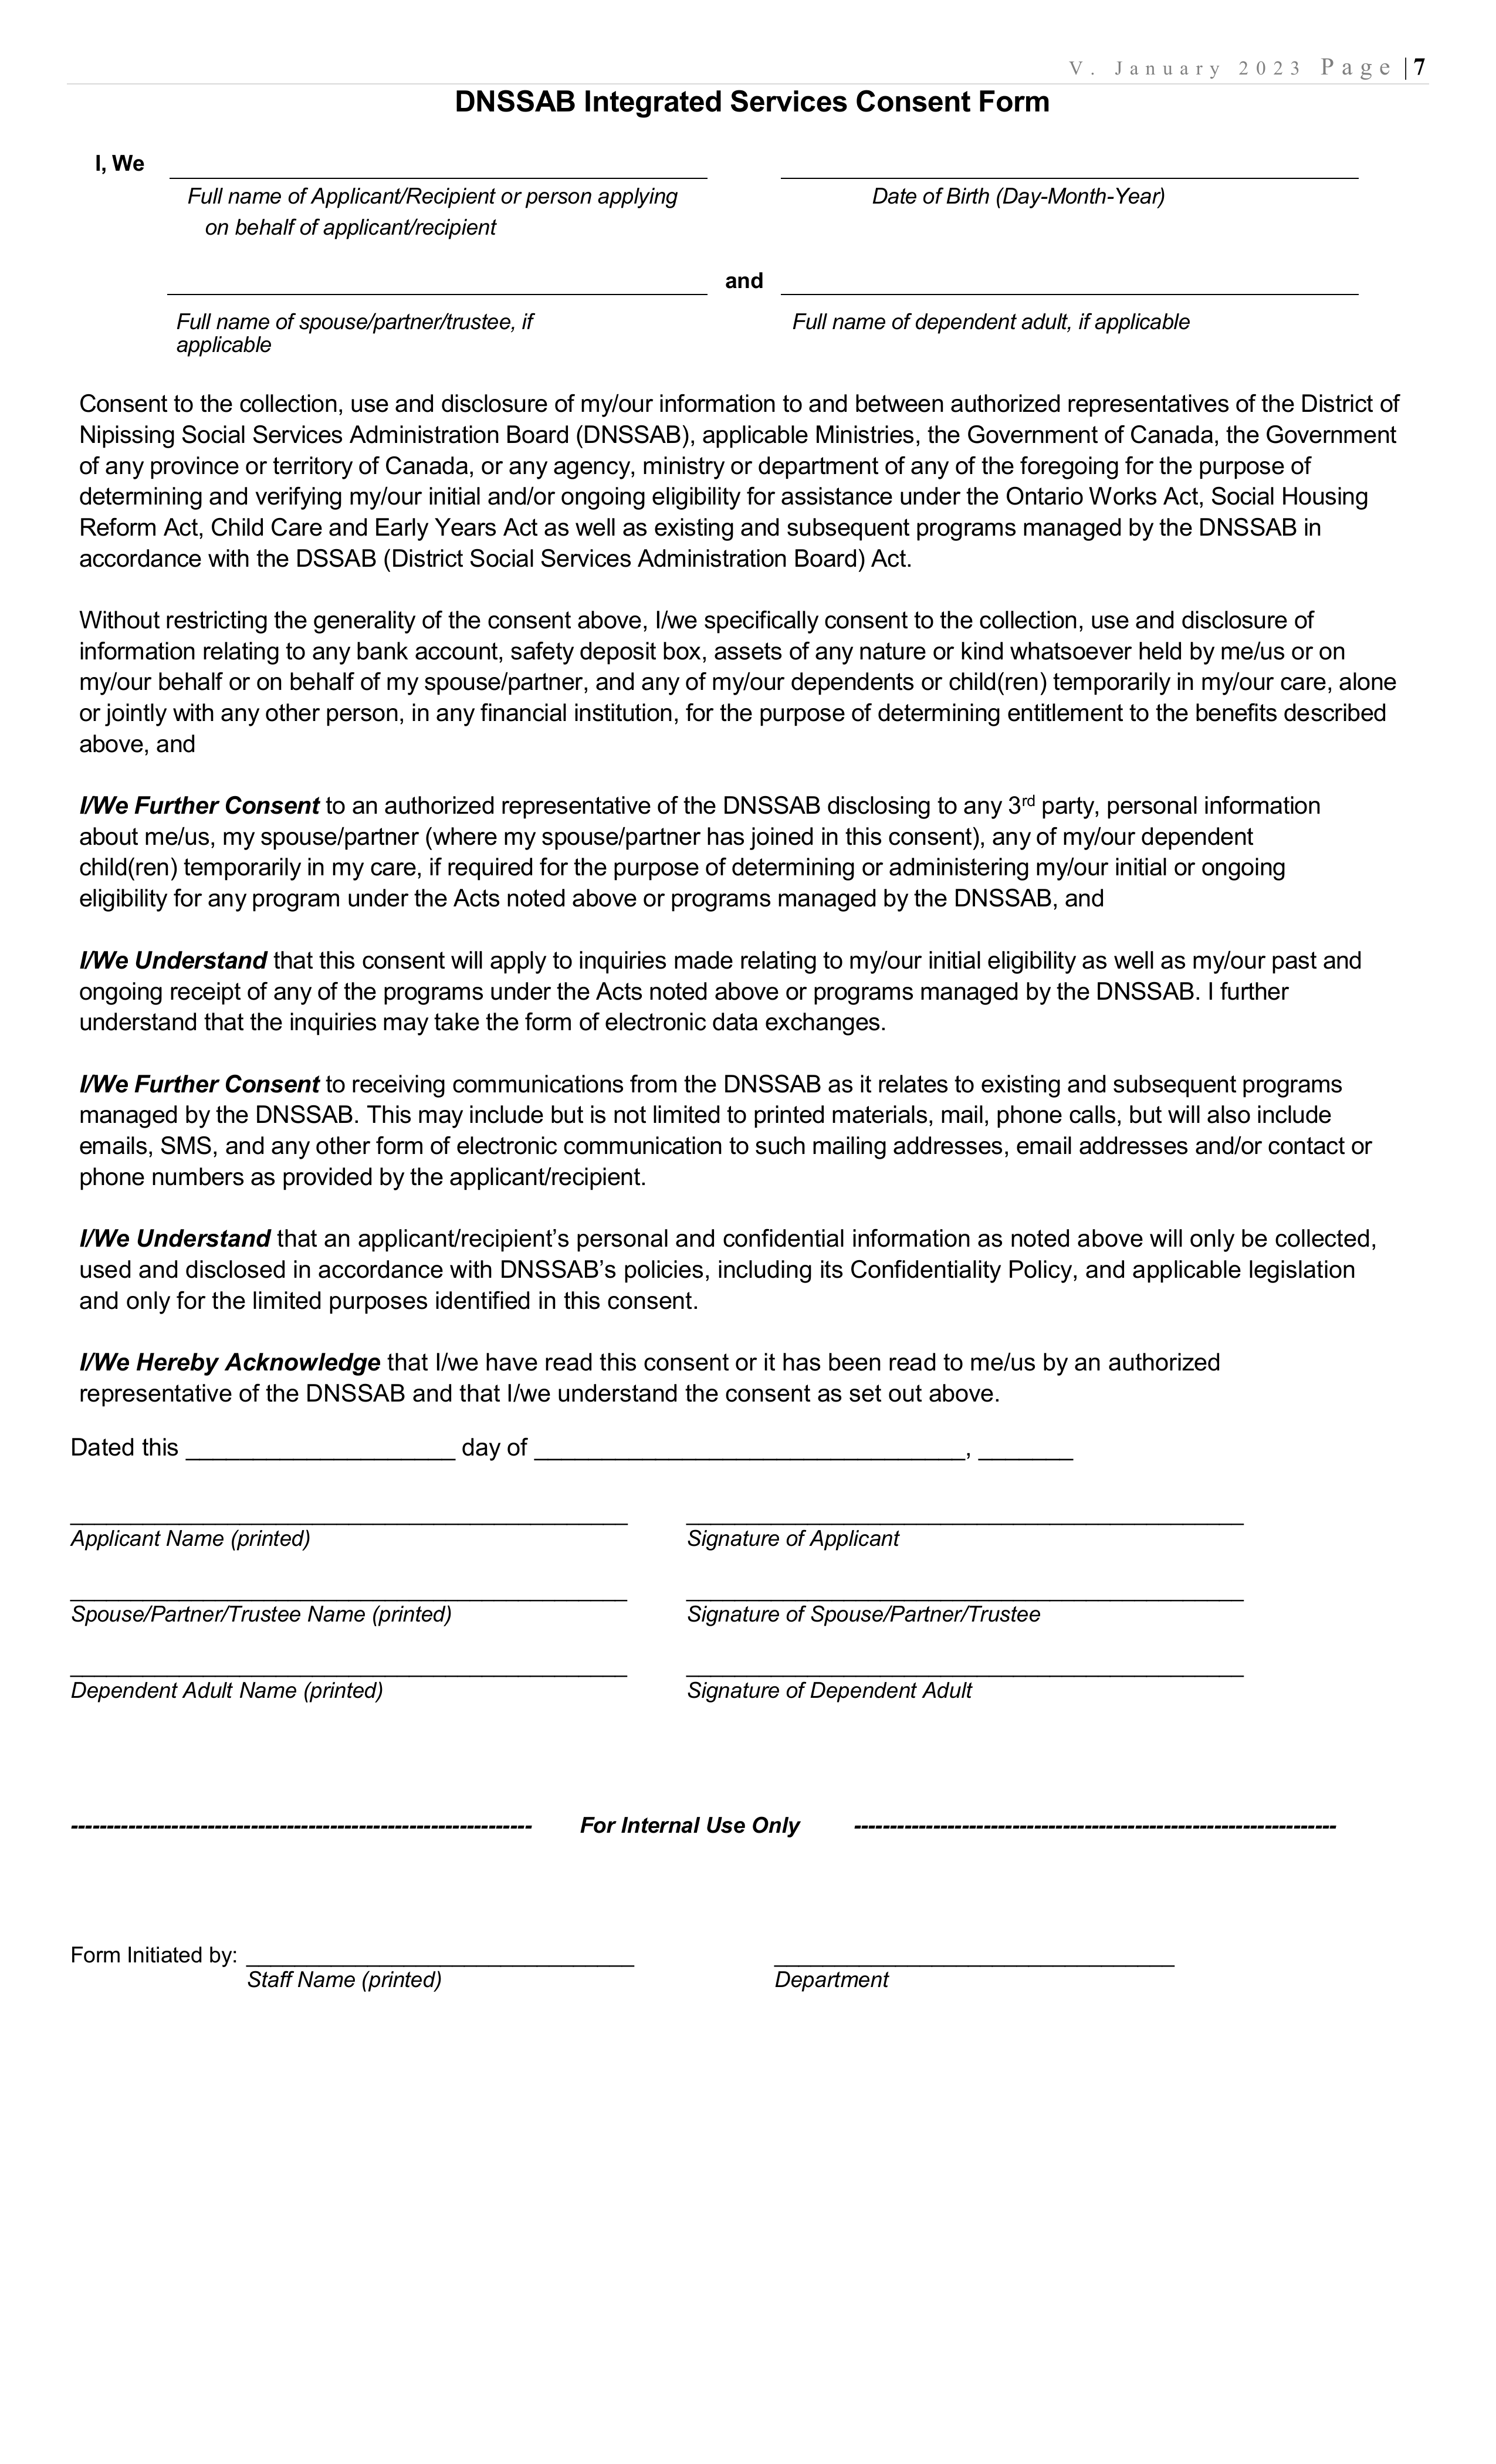 V. January 2023 Page |7
DNSSAB Integrated Services Consent Form
I, We
Full name of Applicant/Recipient or person applying
on behalf of applicant/recipient
Date of Birth (Day-Month-Year)
and
Full name of spouse/partner/trustee, if
applicable
Full name of dependent adult, if applicable
Consent to the collection, use and disclosure of my/our information to and between authorized representatives of the District of
Nipissing Social Services Administration Board (DNSSAB), applicable Ministries, the Government of Canada, the Government
of any province or territory of Canada, or any agency, ministry or department of any of the foregoing for the purpose of
determining and verifying my/our initial and/or ongoing eligibility for assistance under the Ontario Works Act, Social Housing
Reform Act, Child Care and Early Years Act as well as existing and subsequent programs managed by the DNSSAB in
accordance with the DSSAB (District Social Services Administration Board) Act.
Without restricting the generality of the consent above, I/we specifically consent to the collection, use and disclosure of
information relating to any bank account, safety deposit box, assets of any nature or kind whatsoever held by me/us or on
my/our behalf or on behalf of my spouse/partner, and any of my/our dependents or child(ren) temporarily in my/our care, alone
or jointly with any other person, in any financial institution, for the purpose of determining entitlement to the benefits described
above, and
I/We Further Consent to an authorized representative of the DNSSAB disclosing to any 3rd party, personal information
about me/us, my spouse/partner (where my spouse/partner has joined in this consent), any of my/our dependent
child(ren) temporarily in my care, if required for the purpose of determining or administering my/our initial or ongoing
eligibility for any program under the Acts noted above or programs managed by the DNSSAB, and
I/We Understand that this consent will apply to inquiries made relating to my/our initial eligibility as well as my/our past and
ongoing receipt of any of the programs under the Acts noted above or programs managed by the DNSSAB. I further
understand that the inquiries may take the form of electronic data exchanges.
I/We Further Consent to receiving communications from the DNSSAB as it relates to existing and subsequent programs
managed by the DNSSAB. This may include but is not limited to printed materials, mail, phone calls, but will also include
emails, SMS, and any other form of electronic communication to such mailing addresses, email addresses and/or contact or
phone numbers as provided by the applicant/recipient.
I/We Understand that an applicant/recipient’s personal and confidential information as noted above will only be collected,
used and disclosed in accordance with DNSSAB’s policies, including its Confidentiality Policy, and applicable legislation
and only for the limited purposes identified in this consent.
I/We Hereby Acknowledge that I/we have read this consent or it has been read to me/us by an authorized
representative of the DNSSAB and that I/we understand the consent as set out above.
Dated this ____________________ day of ________________________________, _______
Applicant Name (printed)
Signature of Applicant
Spouse/Partner/Trustee Name (printed)
Signature of Spouse/Partner/Trustee
Dependent Adult Name (printed)
Signature of Dependent Adult
For Internal Use Only
Form Initiated by:
Staff Name (printed)
Department